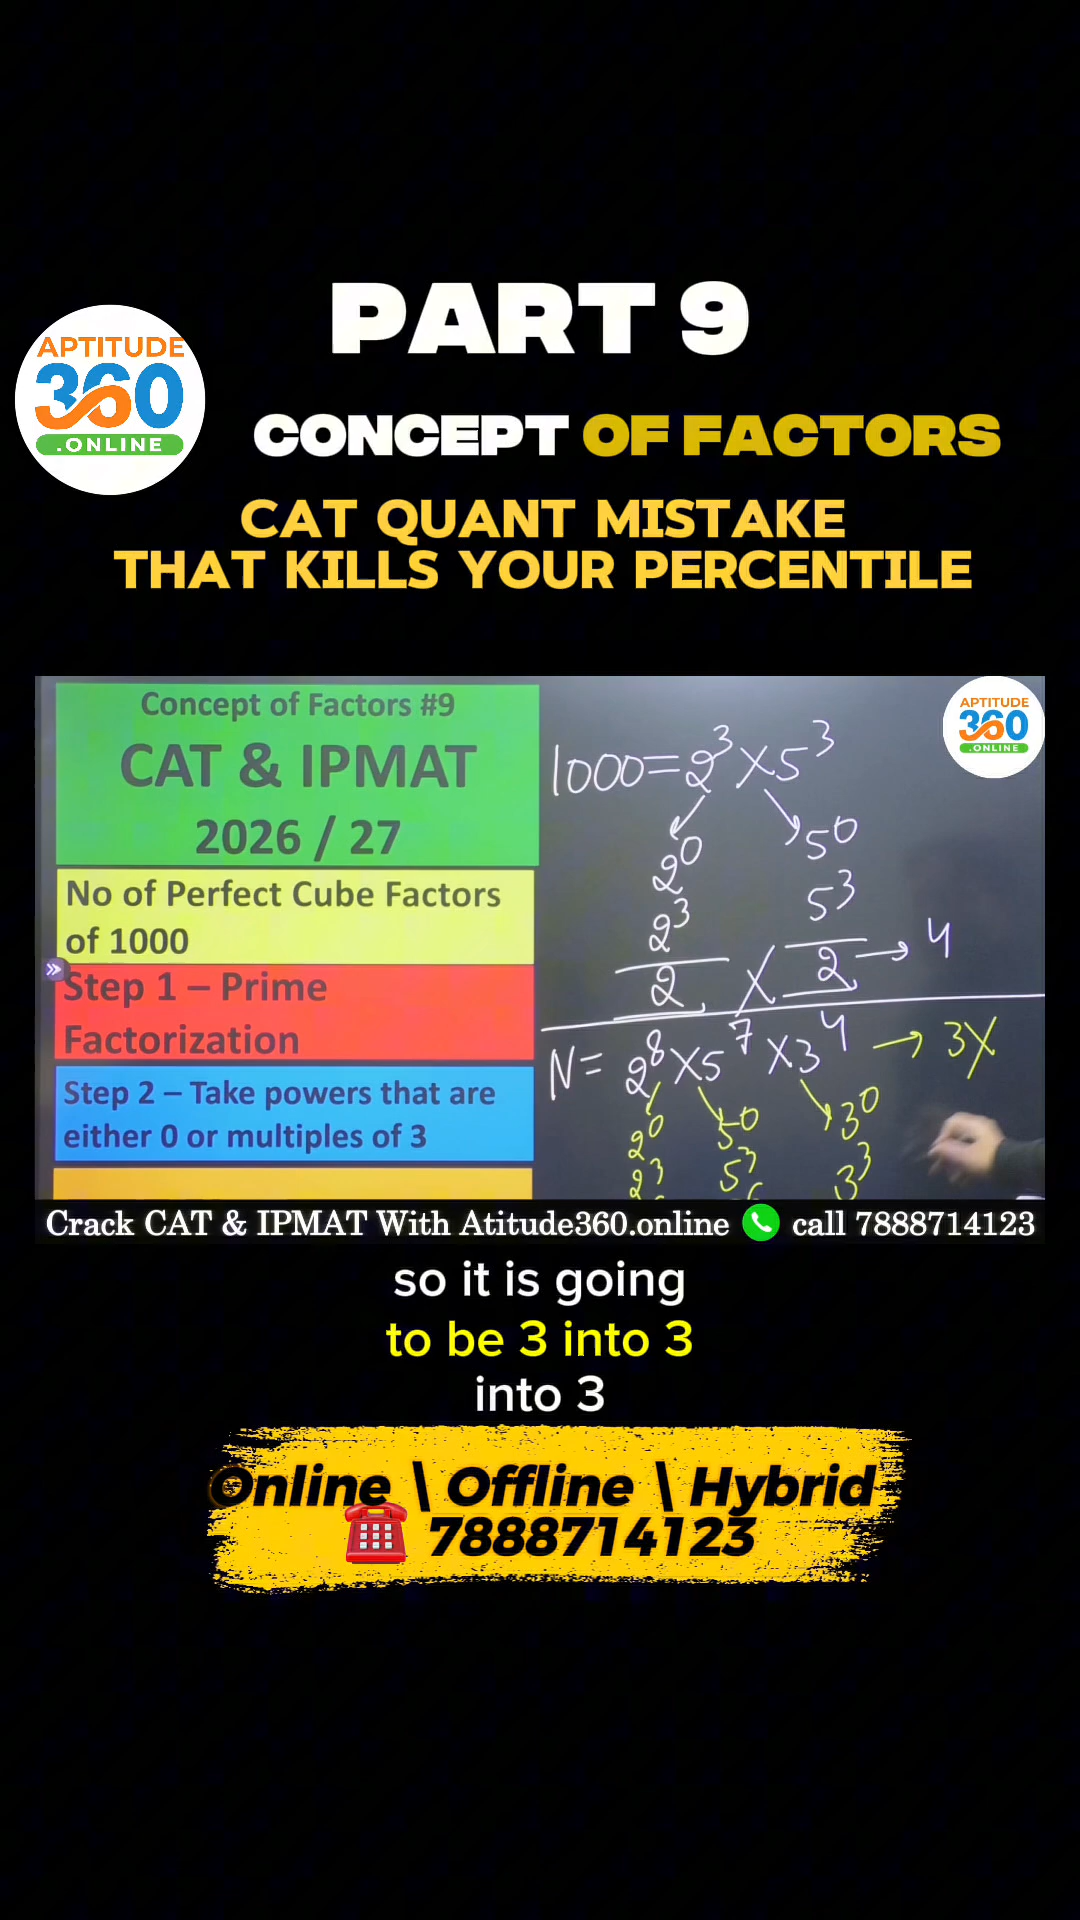 PART 9
APTITUDE
360
.ONLINE
CONCEPT OF FACTORS
CAT QUANT MISTAKE
THAT KILLS YOUR PERCENTILE
Concept of Factors #9
CAT & IPMAT
2026 / 27
No of Perfect Cube Factors
of 1000
Step 1 – Prime
Factorization
Step 2 – Take powers that are
either 0 or multiples of 3
APTITUDE
360
.ONLINE
1000=2³×5³
2⁰ 5⁰
2³ 5³
2 × 2 → 4
N= 2⁸×5⁷×3⁴ → 3×
2⁰ 5⁰ 3⁰
2³ 5³ 3³
Crack CAT & IPMAT With Atitude360.online call 7888714123
so it is going
to be 3 into 3
into 3
Online \ Offline \ Hybrid
7888714123